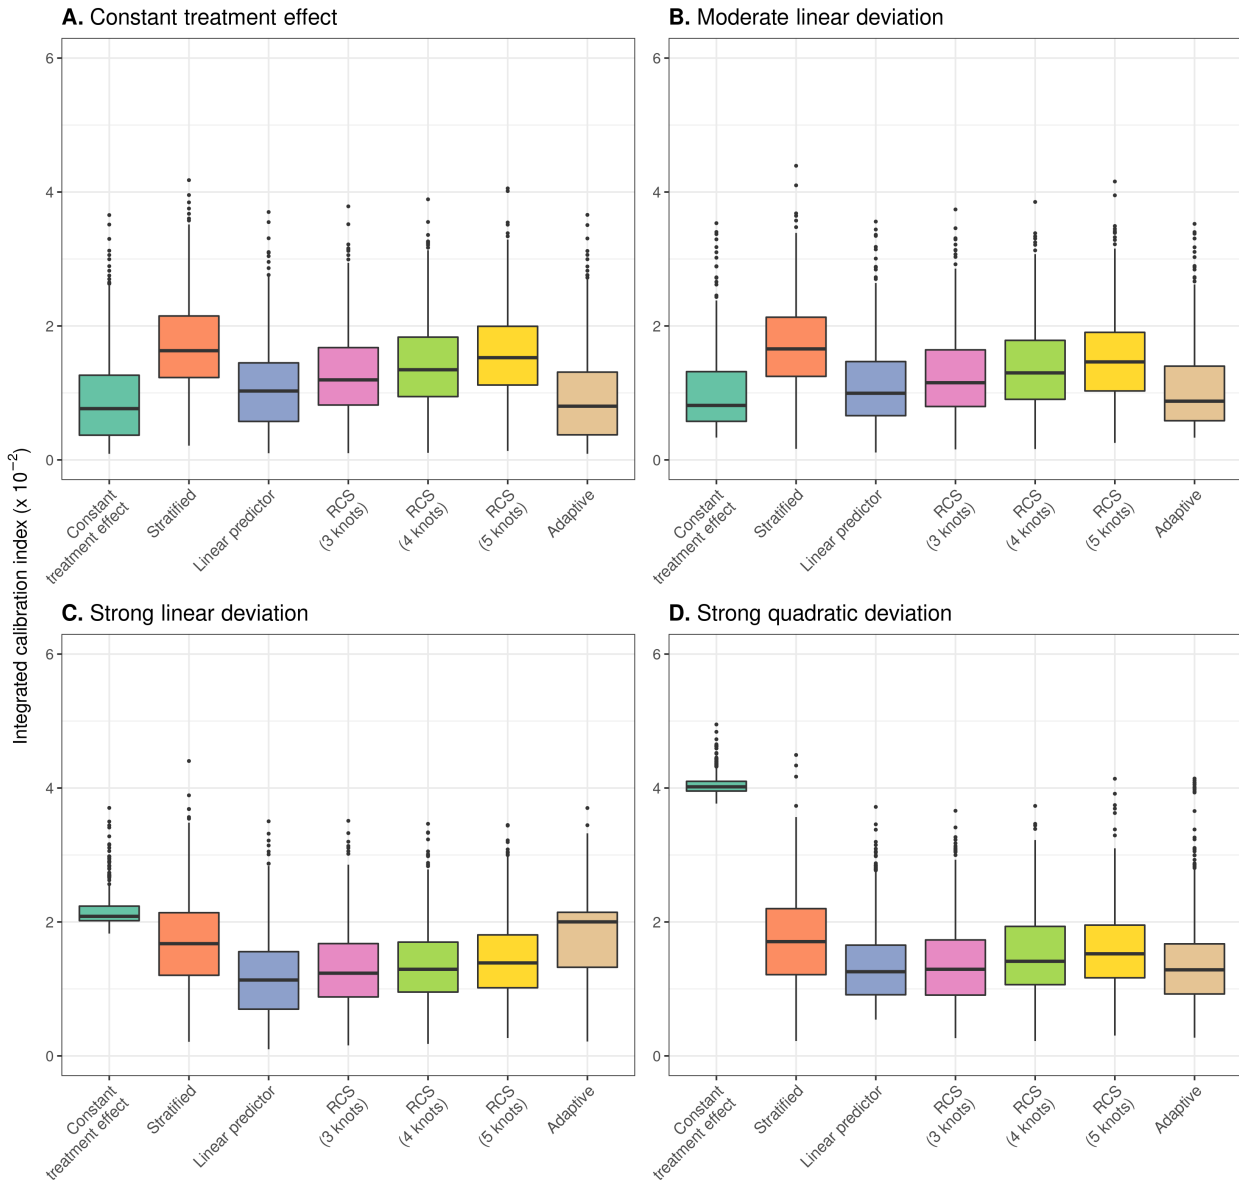 A. Constant treatment effect
6
4
2
0
Constant
treatment effect
Stratified
Linear predictor
RCS
(3 knots)
RCS
(4 knots)
RCS
(5 knots)
Adaptive
B. Moderate linear deviation
6
4
2
0
Constant
treatment effect
Stratified
Linear predictor
RCS
(3 knots)
RCS
(4 knots)
RCS
(5 knots)
Adaptive
Integrated calibration index (x 10⁻²)
C. Strong linear deviation
6
4
2
0
Constant
treatment effect
Stratified
Linear predictor
RCS
(3 knots)
RCS
(4 knots)
RCS
(5 knots)
Adaptive
D. Strong quadratic deviation
6
4
2
0
Constant
treatment effect
Stratified
Linear predictor
RCS
(3 knots)
RCS
(4 knots)
RCS
(5 knots)
Adaptive